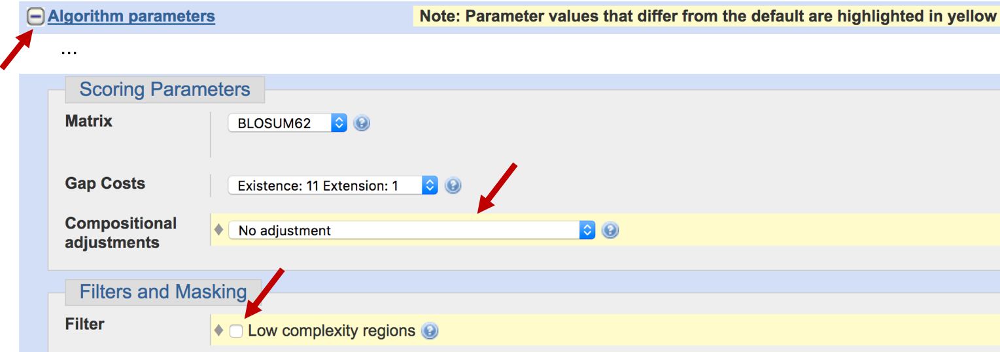 Algorithm parameters
Note: Parameter values that differ from the default are highlighted in yellow
...
Scoring Parameters
Matrix
BLOSUM62
Gap Costs
Existence: 11 Extension: 1
Compositional
adjustments
No adjustment
Filters and Masking
Filter
Low complexity regions